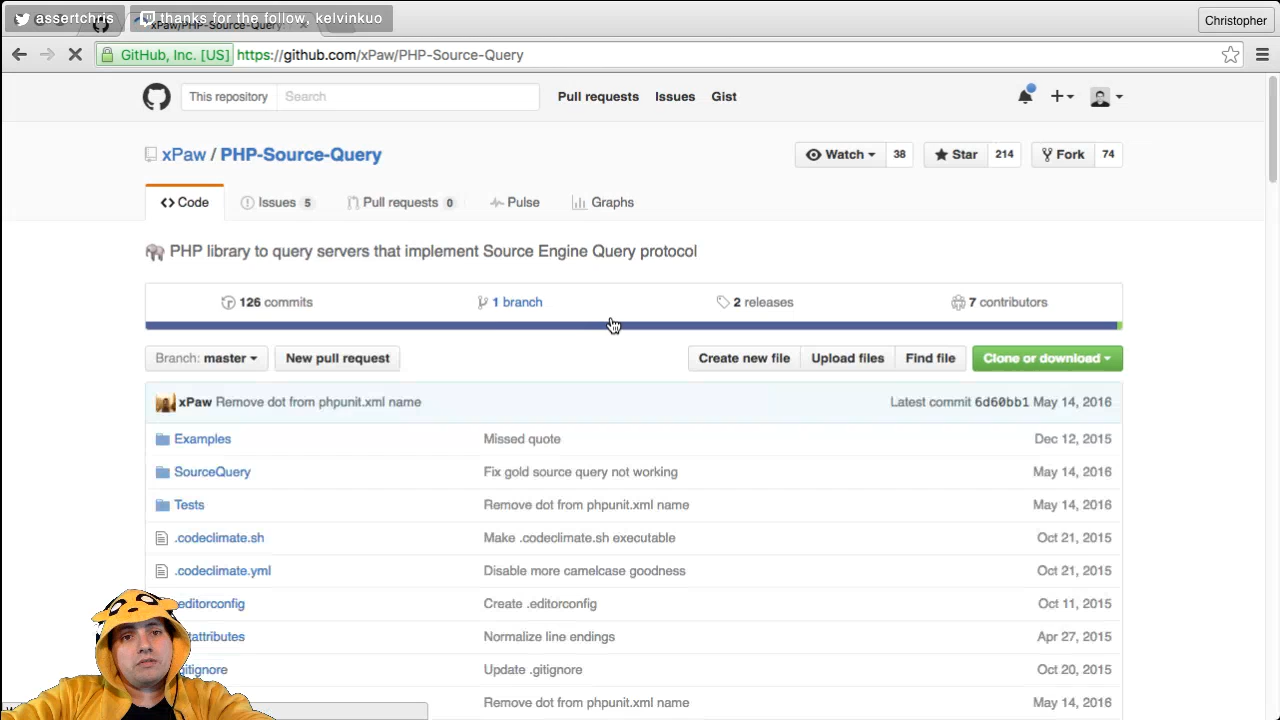 assertchris
thanks for the follow, kelvinkuo
xPaw/PHP-Source-Query:
Christopher
GitHub, Inc. [US]
https://github.com/xPaw/PHP-Source-Query
This repository
Search
Pull requests
Issues
Gist
xPaw / PHP-Source-Query
Watch
38
Star
214
Fork
74
Code
Issues 5
Pull requests 0
Pulse
Graphs
PHP library to query servers that implement Source Engine Query protocol
126 commits
1 branch
2 releases
7 contributors
Branch: master
New pull request
Create new file
Upload files
Find file
Clone or download
xPaw Remove dot from phpunit.xml name
Latest commit 6d60bb1 May 14, 2016
Examples
Missed quote
Dec 12, 2015
SourceQuery
Fix gold source query not working
May 14, 2016
Tests
Remove dot from phpunit.xml name
May 14, 2016
.codeclimate.sh
Make .codeclimate.sh executable
Oct 21, 2015
.codeclimate.yml
Disable more camelcase goodness
Oct 21, 2015
editorconfig
Create .editorconfig
Oct 11, 2015
attributes
Normalize line endings
Apr 27, 2015
gitignore
Update .gitignore
Oct 20, 2015
Remove dot from phpunit.xml name
May 14, 2016